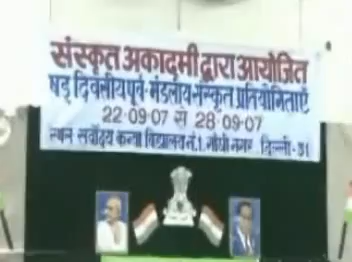 संस्कृत अकादमी द्वारा आयोजित
षड् दिवसीय पूर्व-मंडलीय संस्कृत प्रतियोगिताएँ
22-09-07 से 28-09-07
स्थान सर्वोदय कन्या विद्यालय नं.1, गाँधी नगर, दिल्ली-31